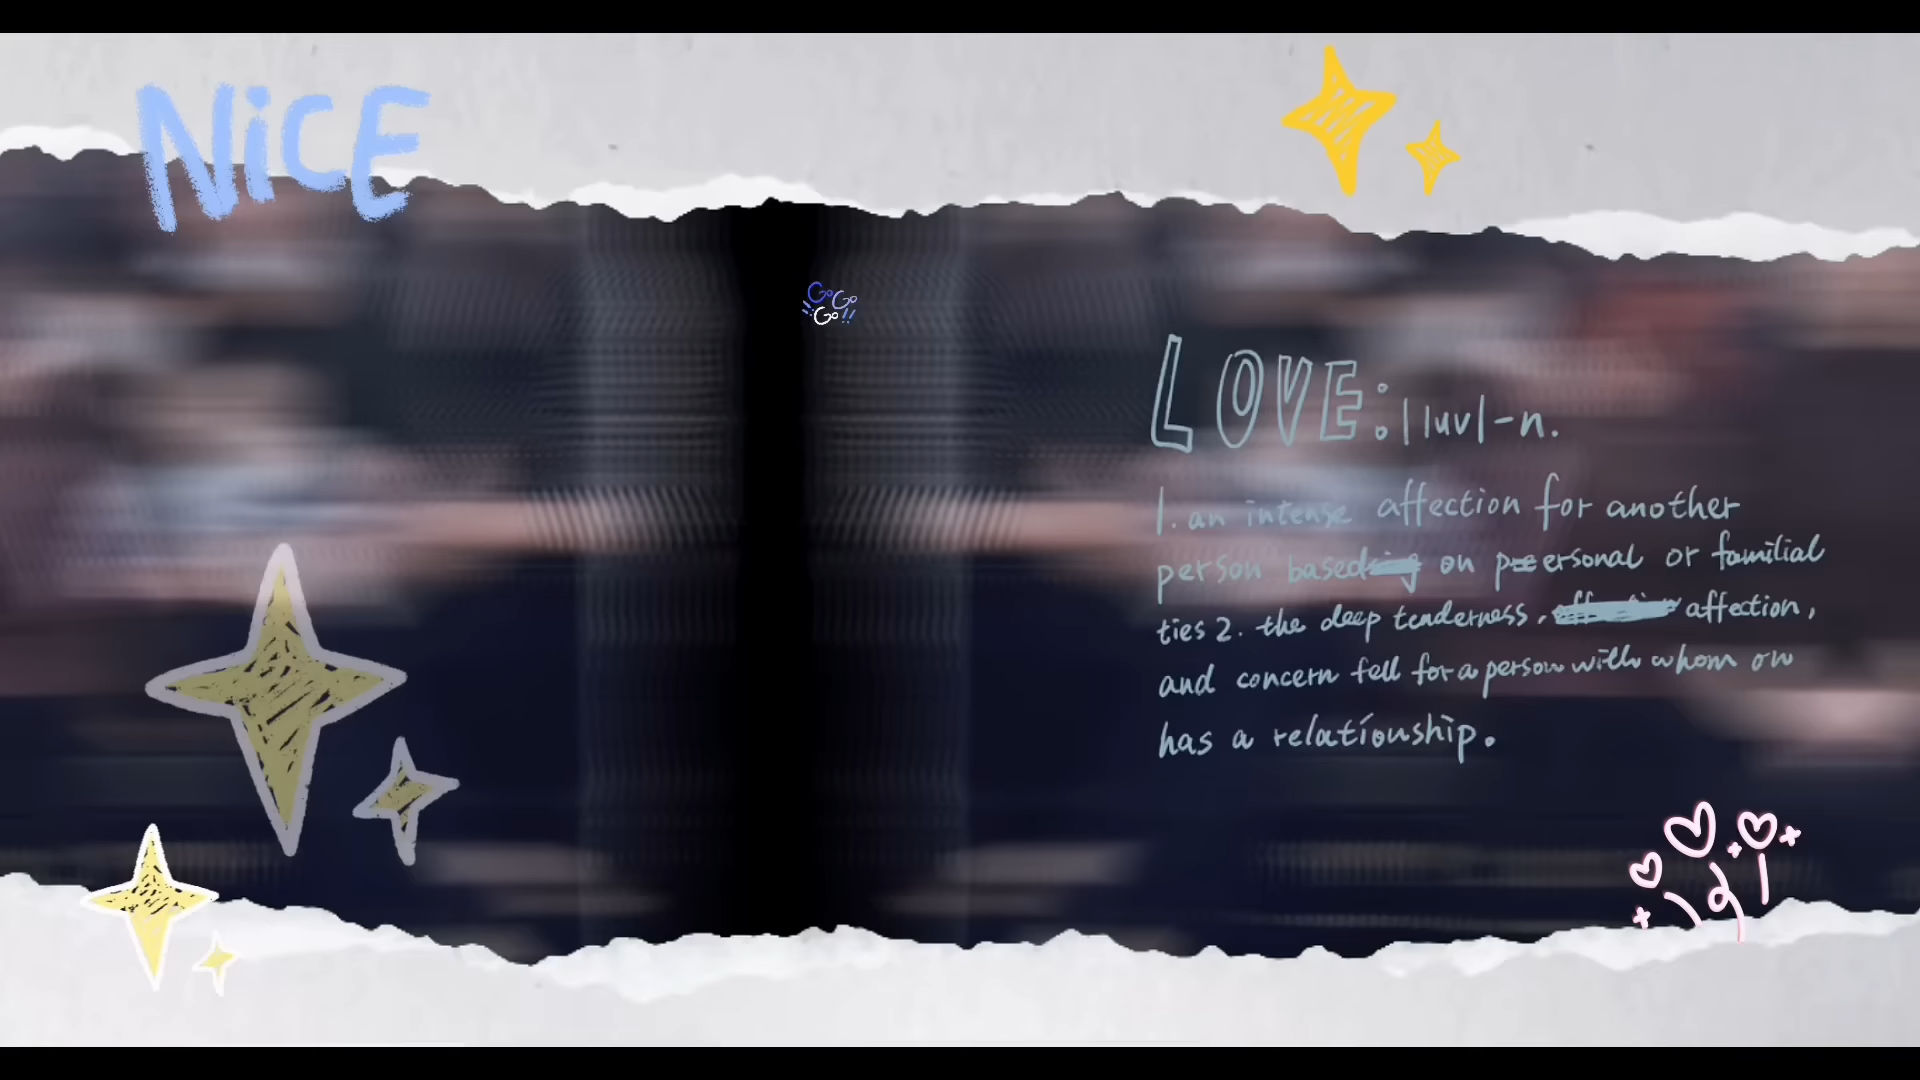 NiCE
GoGo
Go!!
LOVE: |luv|-n.
1. an intense affection for another
person based on personal or familial
ties 2. the deep tenderness, affection,
and concern fell for a person with whom on
has a relationship.